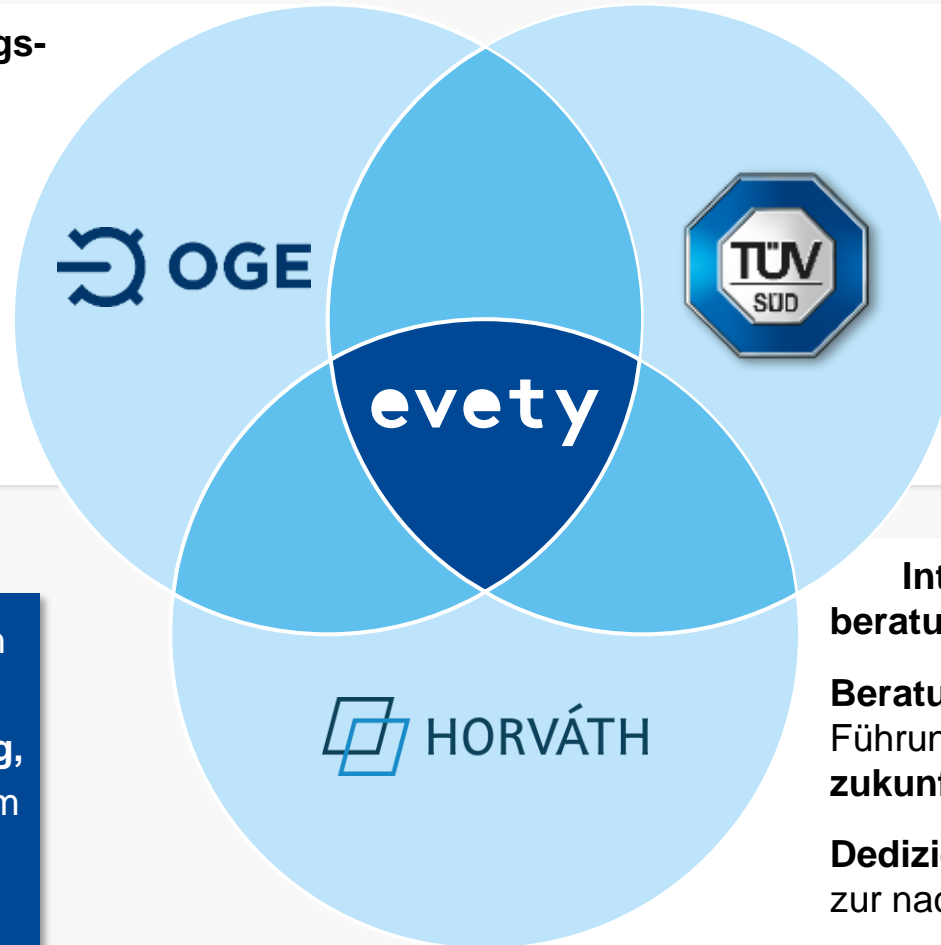 gs-
OGE
TÜV
SÜD
evety
HORVÁTH
n
g,
m
Int
beratu
Beratu
Führun
zukunf
Dedizi
zur nac